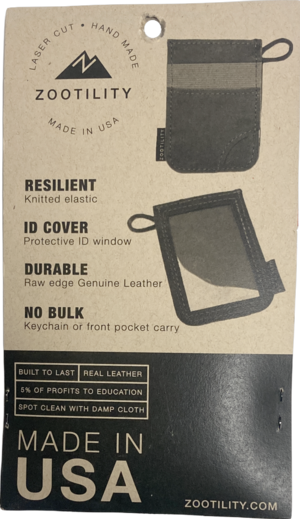 LASER CUT • HAND MADE
ZOOTILITY
MADE IN USA
ZOOTILITY
RESILIENT
Knitted elastic
ID COVER
Protective ID window
DURABLE
Raw edge Genuine Leather
NO BULK
Keychain or front pocket carry
BUILT TO LAST
REAL LEATHER
5% OF PROFITS TO EDUCATION
SPOT CLEAN WITH DAMP CLOTH
MADE IN
USA
ZOOTILITY.COM